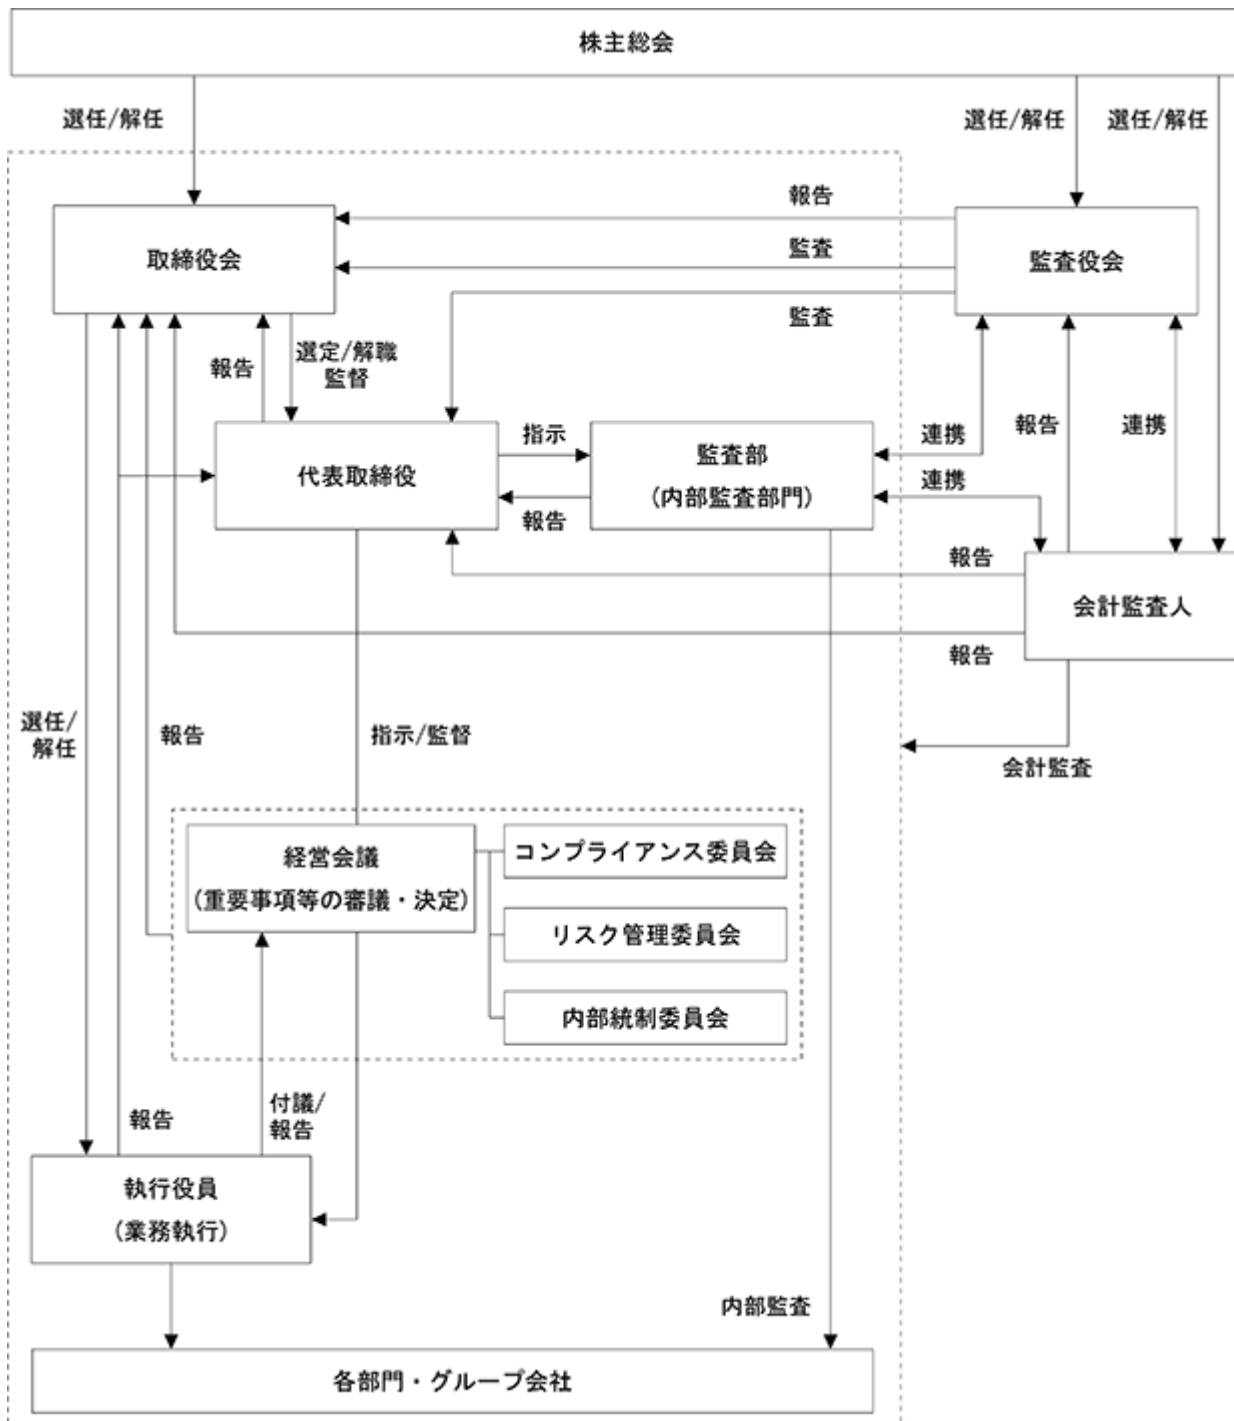 株主総会
選任/解任
選任/解任
選任/解任
報告
取締役会
監査役会
監査
監査
報告
選定/解職
監督
指示
連携
報告
連携
代表取締役
監査部
(内部監査部門)
連携
報告
報告
会計監査人
報告
選任/
解任
報告
指示/監督
会計監査
経営会議
(重要事項等の審議・決定)
コンプライアンス委員会
リスク管理委員会
内部統制委員会
報告
付議/
報告
執行役員
(業務執行)
内部監査
各部門・グループ会社